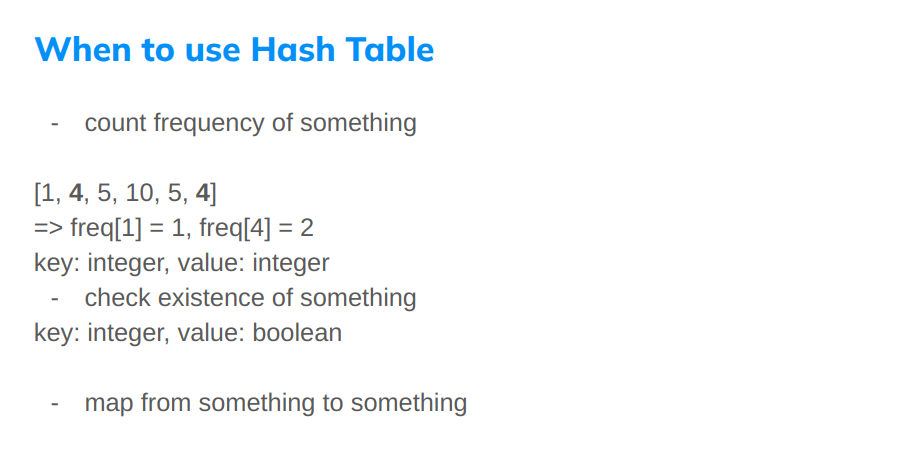 When to use Hash Table
- count frequency of something
[1, 4, 5, 10, 5, 4]
=> freq[1] = 1, freq[4] = 2
key: integer, value: integer
- check existence of something
key: integer, value: boolean
- map from something to something